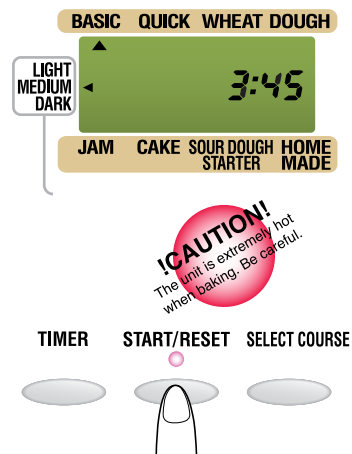 BASIC QUICK WHEAT DOUGH
LIGHT
MEDIUM
DARK
3:45
JAM CAKE SOUR DOUGH STARTER HOME MADE
!CAUTION!
The unit is extremely hot
when baking. Be careful.
TIMER START/RESET SELECT COURSE